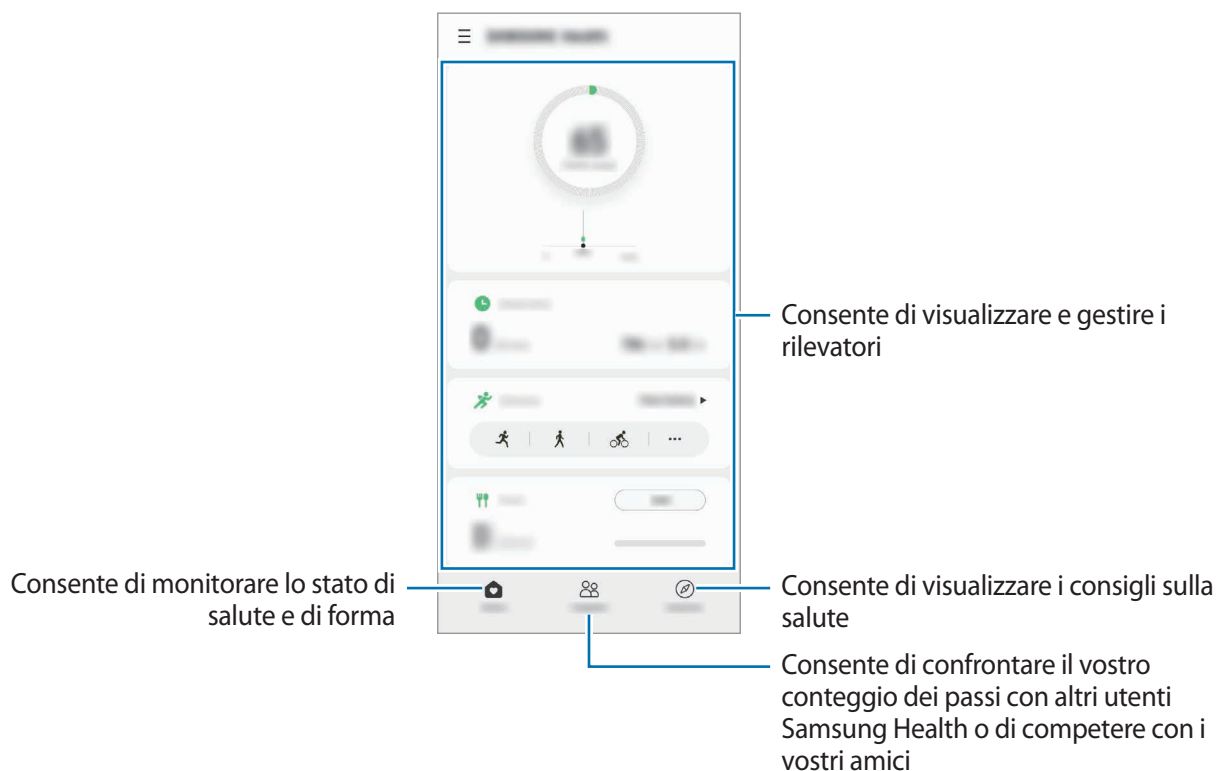 Consente di visualizzare e gestire i
rilevatori
Consente di monitorare lo stato di
salute e di forma
Consente di visualizzare i consigli sulla
salute
Consente di confrontare il vostro
conteggio dei passi con altri utenti
Samsung Health o di competere con i
vostri amici